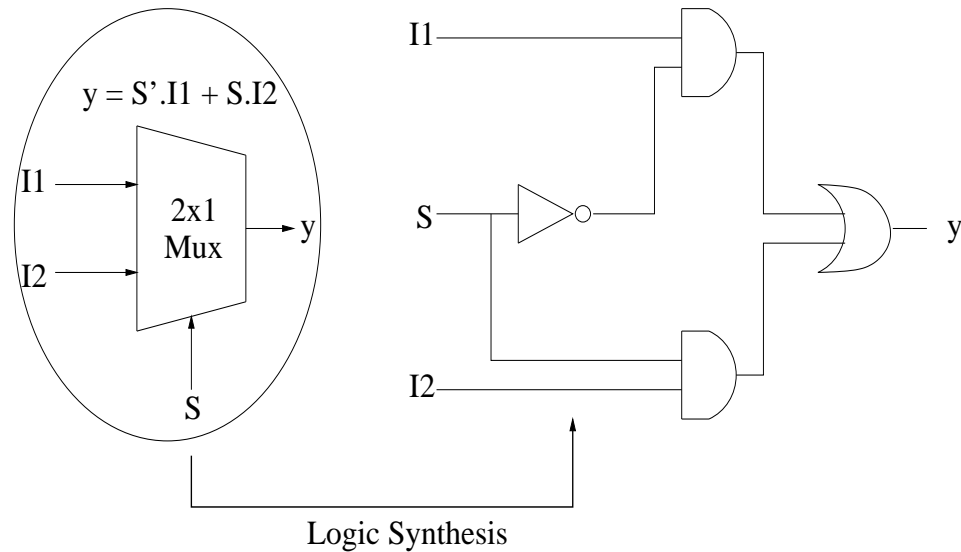 y = S’.I1 + S.I2
I1
I2
2x1
Mux
y
S
I1
S
I2
y
Logic Synthesis